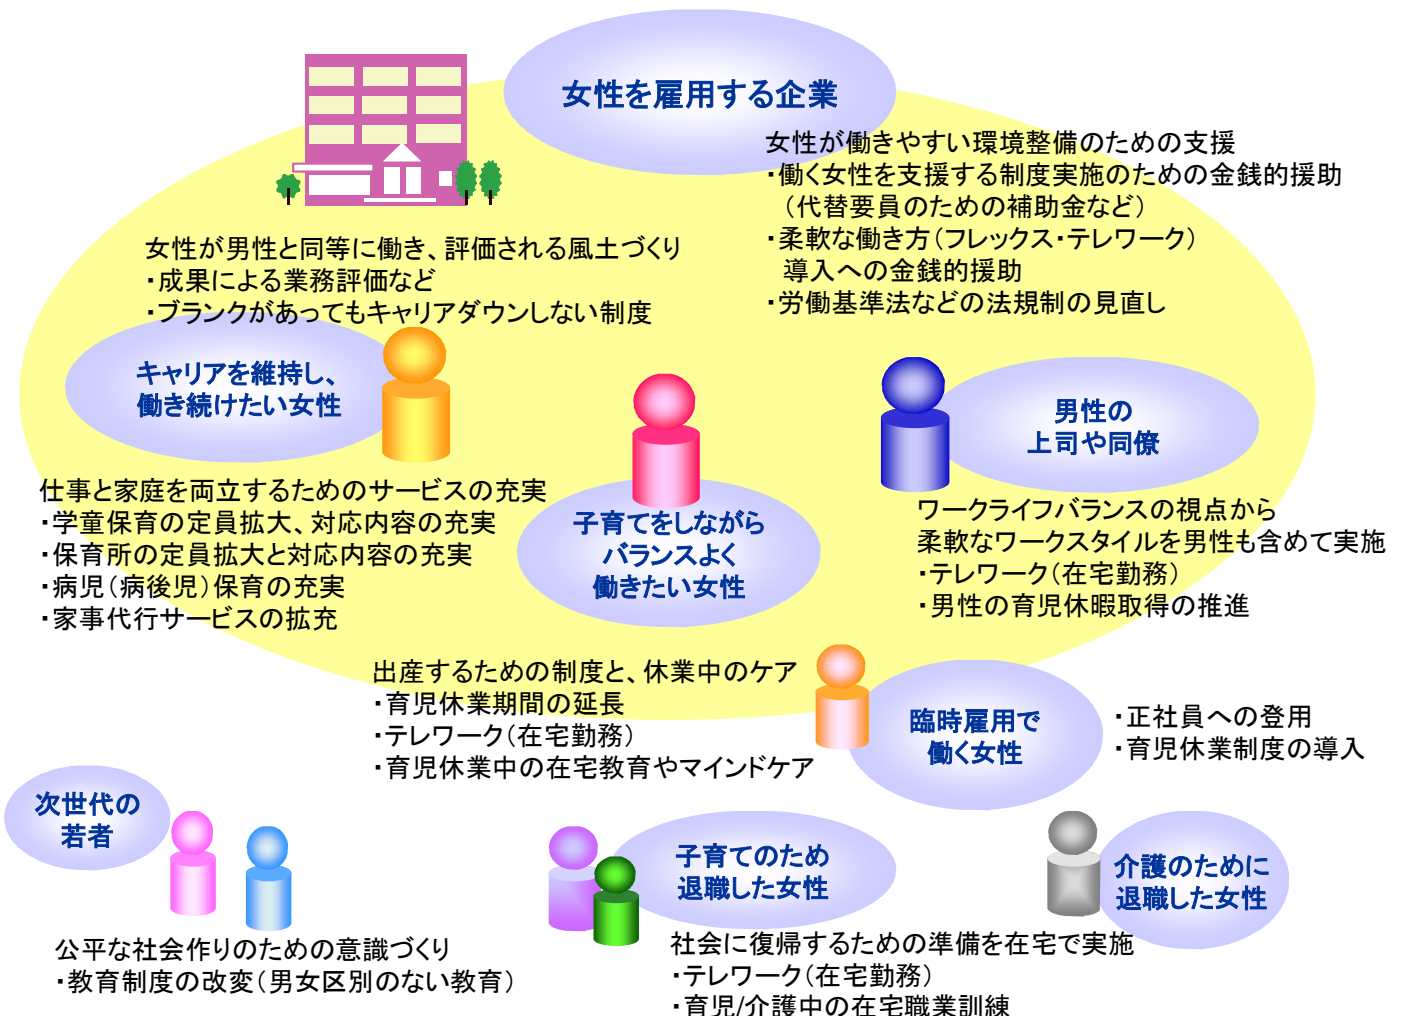 女性を雇用する企業
女性が働きやすい環境整備のための支援
・働く女性を支援する制度実施のための金銭的援助
（代替要員のための補助金など）
・柔軟な働き方（フレックス・テレワーク）
導入への金銭的援助
・労働基準法などの法規制の見直し
女性が男性と同等に働き、評価される風土づくり
・成果による業務評価など
・ブランクがあってもキャリアダウンしない制度
キャリアを維持し、
働き続けたい女性
仕事と家庭を両立するためのサービスの充実
・学童保育の定員拡大、対応内容の充実
・保育所の定員拡大と対応内容の充実
・病児（病後児）保育の充実
・家事代行サービスの拡充
子育てをしながら
バランスよく
働きたい女性
男性の
上司や同僚
ワークライフバランスの視点から
柔軟なワークスタイルを男性も含めて実施
・テレワーク（在宅勤務）
・男性の育児休暇取得の推進
出産するための制度と、休業中のケア
・育児休業期間の延長
・テレワーク（在宅勤務）
・育児休業中の在宅教育やマインドケア
臨時雇用で
働く女性
・正社員への登用
・育児休業制度の導入
次世代の
若者
公平な社会作りのための意識づくり
・教育制度の改変（男女区別のない教育）
子育てのため
退職した女性
介護のために
退職した女性
社会に復帰するための準備を在宅で実施
・テレワーク（在宅勤務）
・育児/介護中の在宅職業訓練